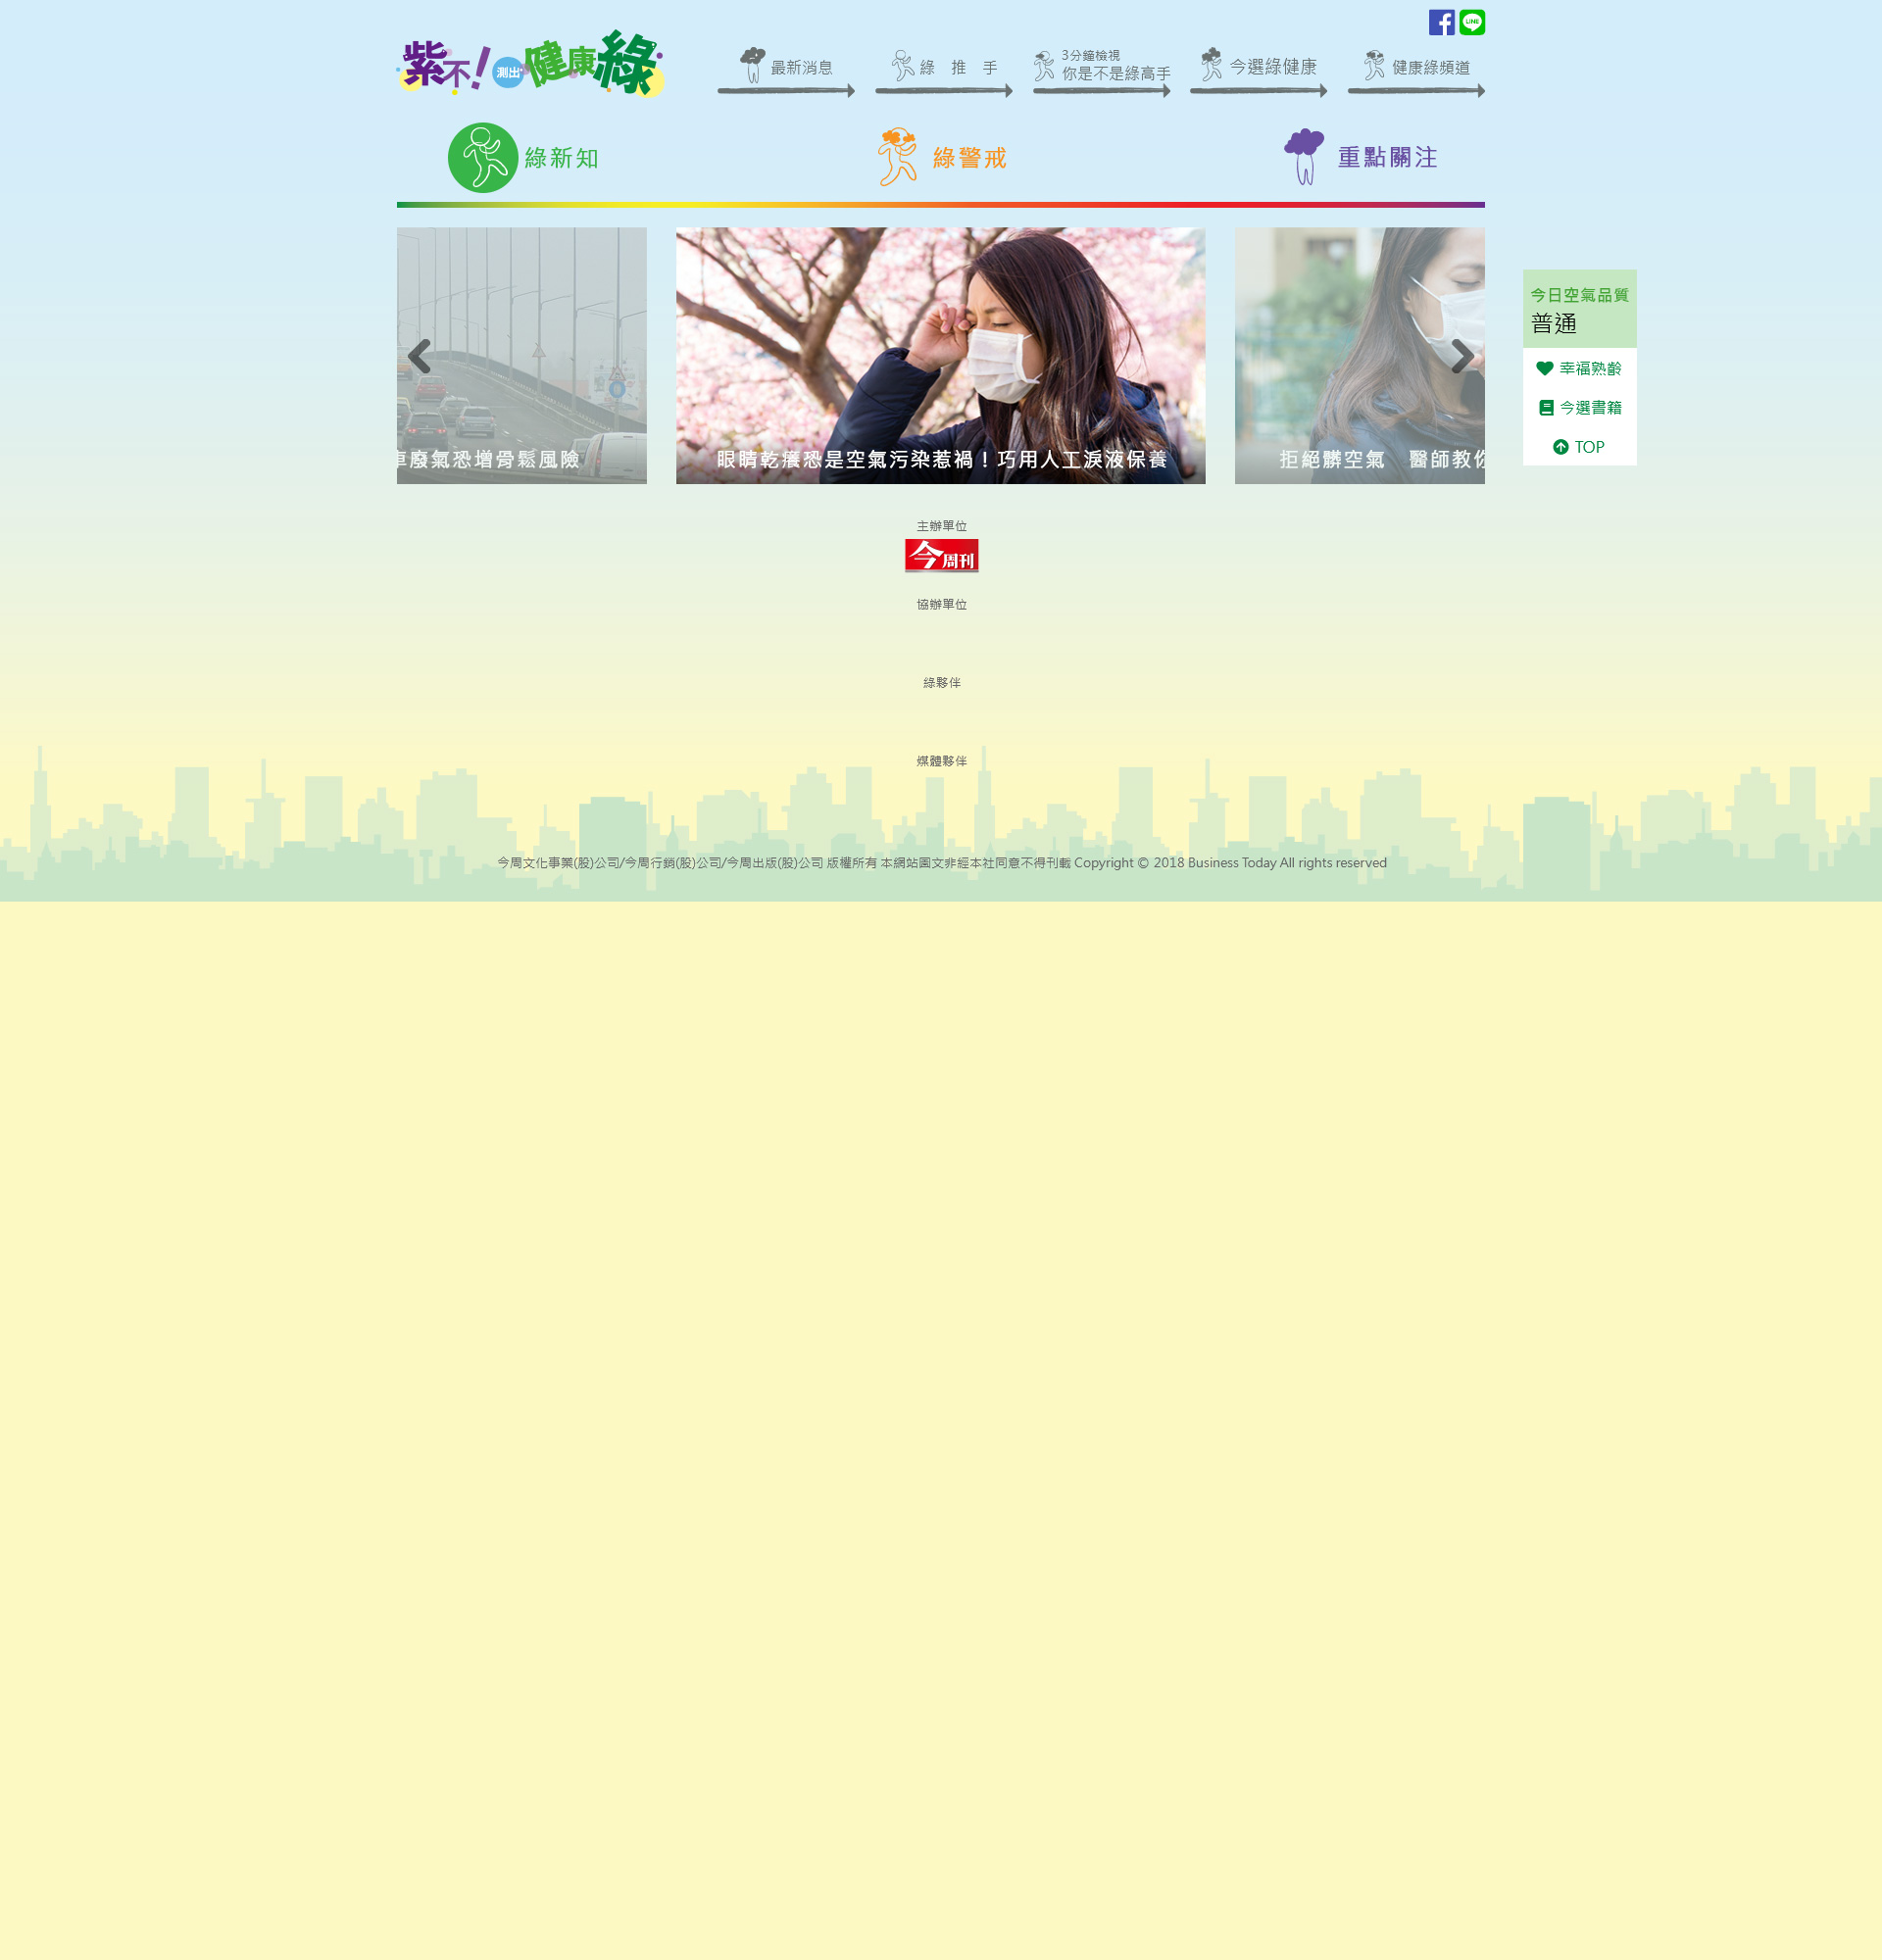 紫不!測出健康綠
最新消息
綠 推 手
3分鐘檢視
你是不是綠高手
今選綠健康
健康綠頻道
綠新知
綠警戒
重點關注
今日空氣品質
普通
幸福熟齡
今選書籍
TOP
車廢氣恐增骨鬆風險
眼睛乾癢恐是空氣污染惹禍！巧用人工淚液保養
拒絕髒空氣　醫師教你
主辦單位
今周刊
協辦單位
綠夥伴
媒體夥伴
今周文化事業(股)公司/今周行銷(股)公司/今周出版(股)公司 版權所有 本網站圖文非經本社同意不得刊載 Copyright © 2018 Business Today All rights reserved